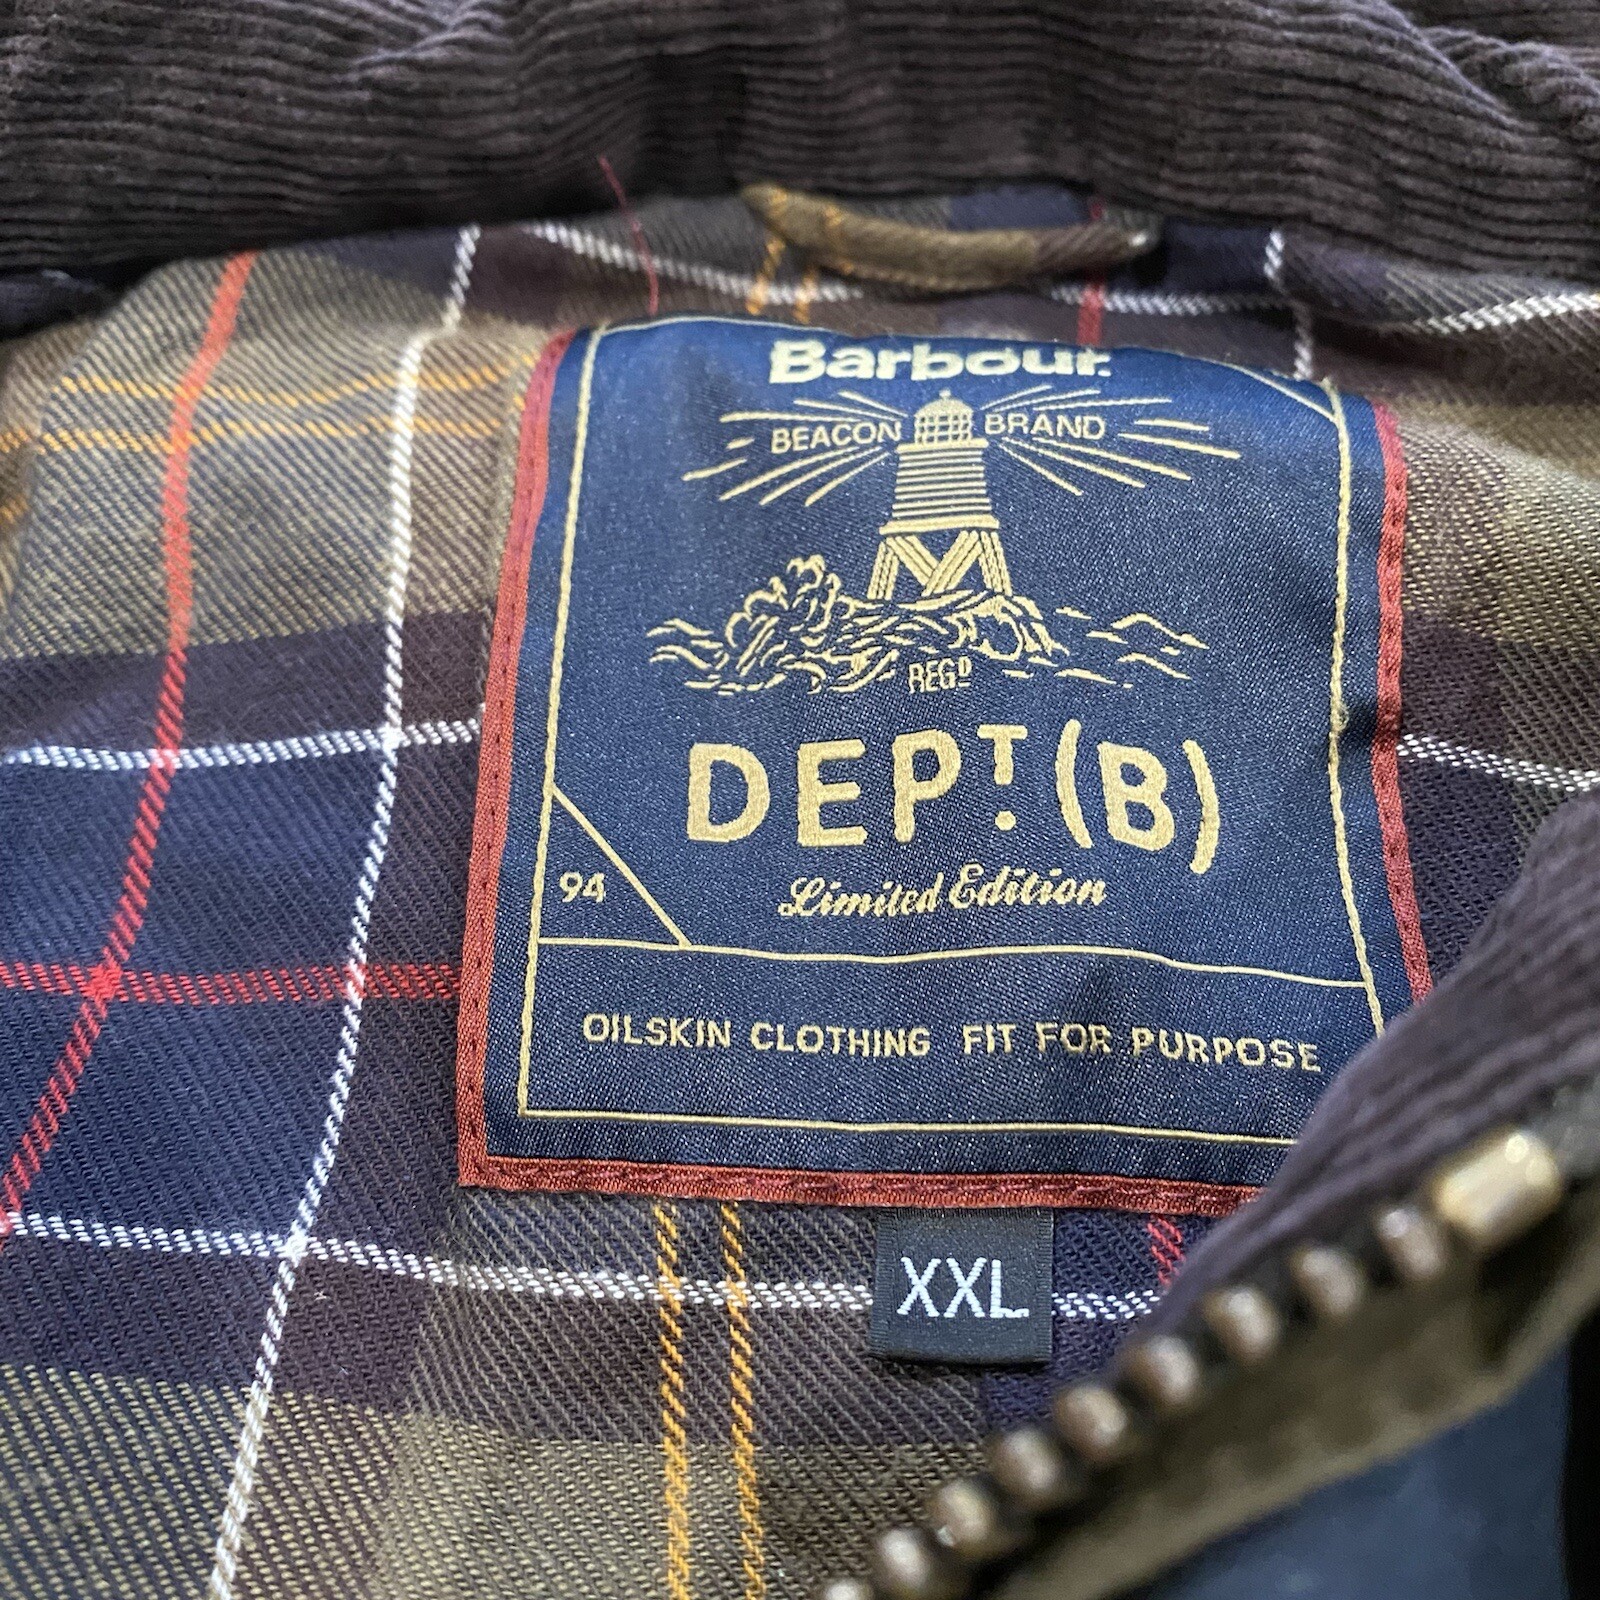 Barbour.
BEACON BRAND
REGD
DEPT. (B)
94
Limited Edition
OILSKIN CLOTHING FIT FOR PURPOSE
XXL